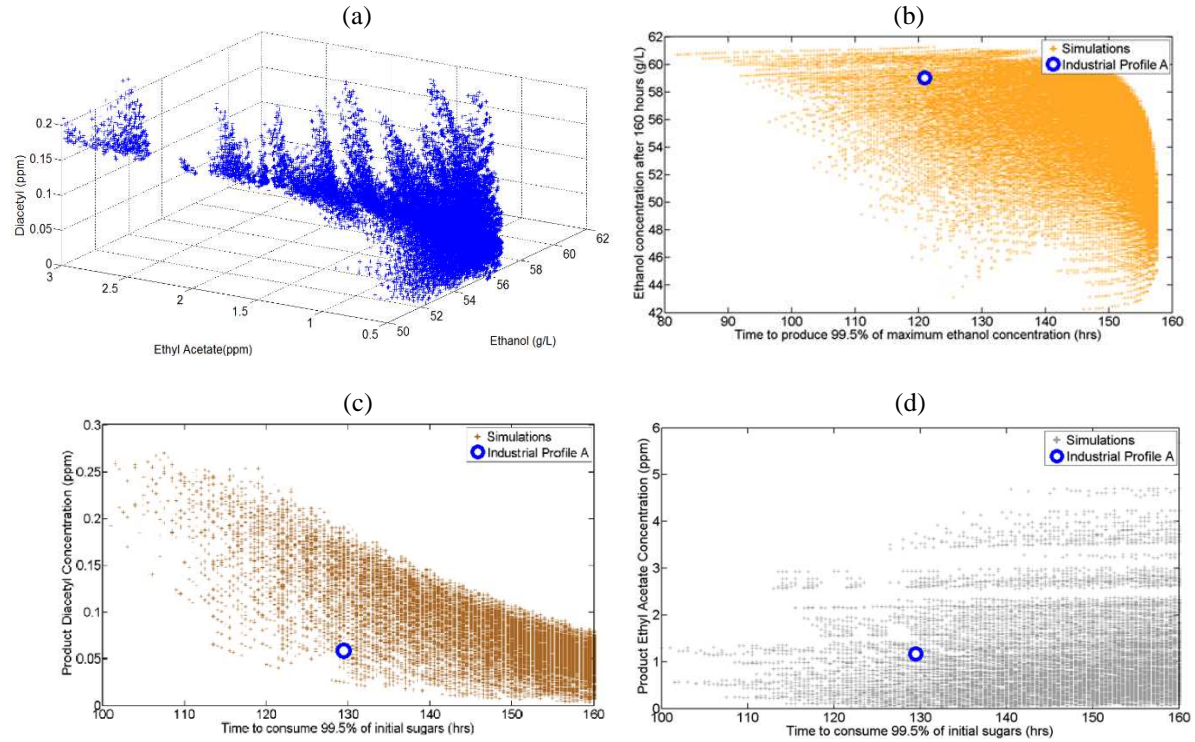 (a)
0.2
0.15
0.1
0.05
0
Diacetyl (ppm)
3
2.5
2
1.5
1
0.5
Ethyl Acetate(ppm)
50
52
54
56
58
60
62
Ethanol (g/L)
(b)
62
60
58
56
54
52
50
48
46
44
42
Ethanol concentration after 160 hours (g/L)
Simulations
Industrial Profile A
80 90 100 110 120 130 140 150 160
Time to produce 99.5% of maximum ethanol concentration (hrs)
(c)
0.3
0.25
0.2
0.15
0.1
0.05
0
Product Diacetyl Concentration (ppm)
Simulations
Industrial Profile A
100 110 120 130 140 150 160
Time to consume 99.5% of initial sugars (hrs)
(d)
6
5
4
3
2
1
0
Product Ethyl Acetate Concentration (ppm)
Simulations
Industrial Profile A
100 110 120 130 140 150 160
Time to consume 99.5% of initial sugars (hrs)